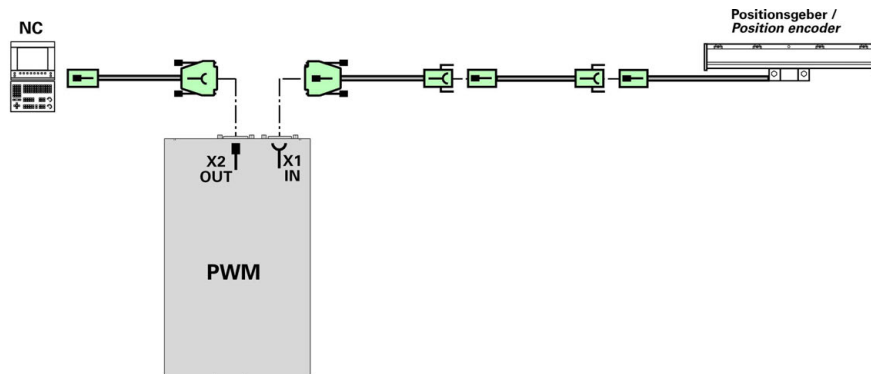 NC
Positionsgeber /
Position encoder
X2
OUT
X1
IN
PWM